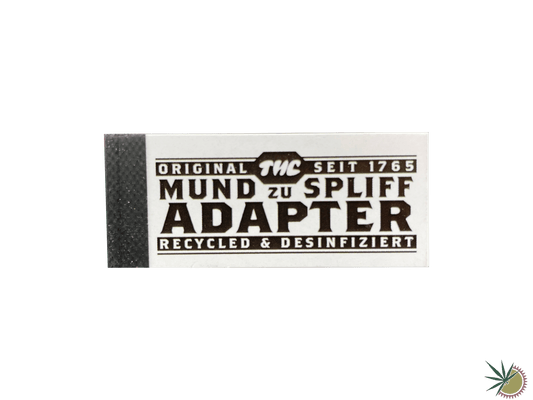 ORIGINAL THC SEIT 1765
MUND ZU SPLIFF
ADAPTER
RECYCLED & DESINFIZIERT